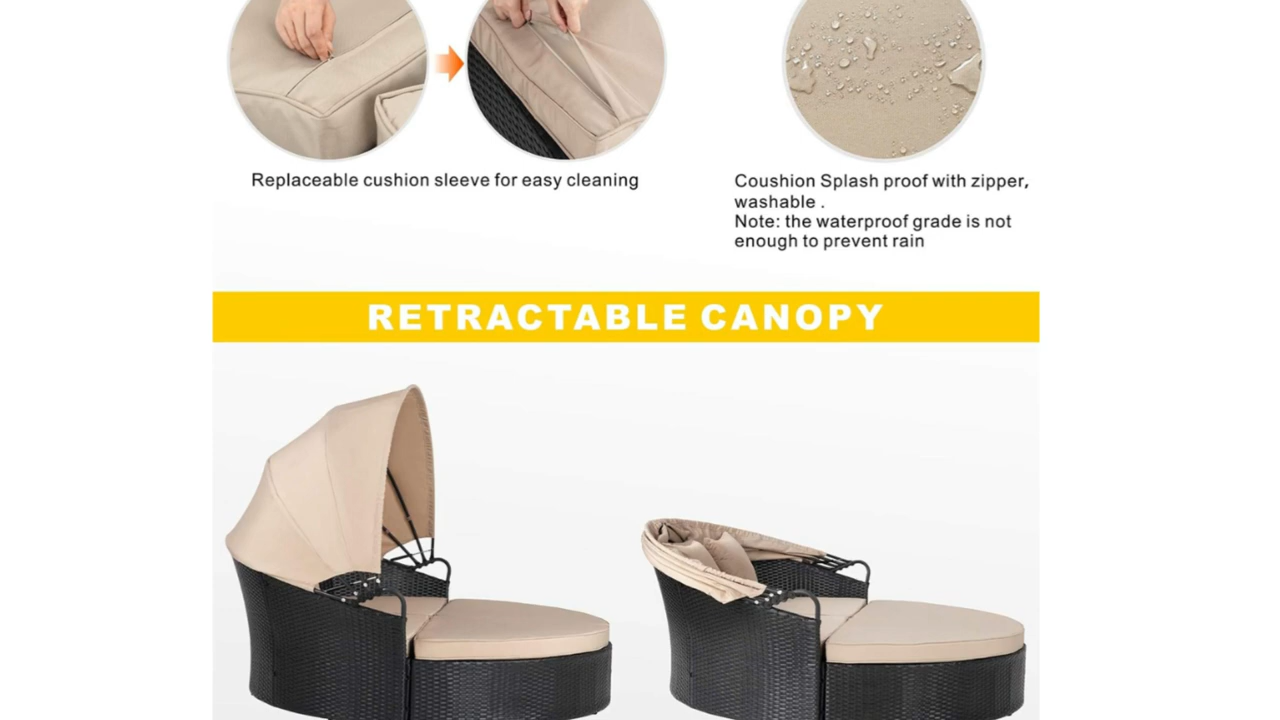 Replaceable cushion sleeve for easy cleaning
Coushion Splash proof with zipper,
washable .
Note: the waterproof grade is not
enough to prevent rain
RETRACTABLE CANOPY